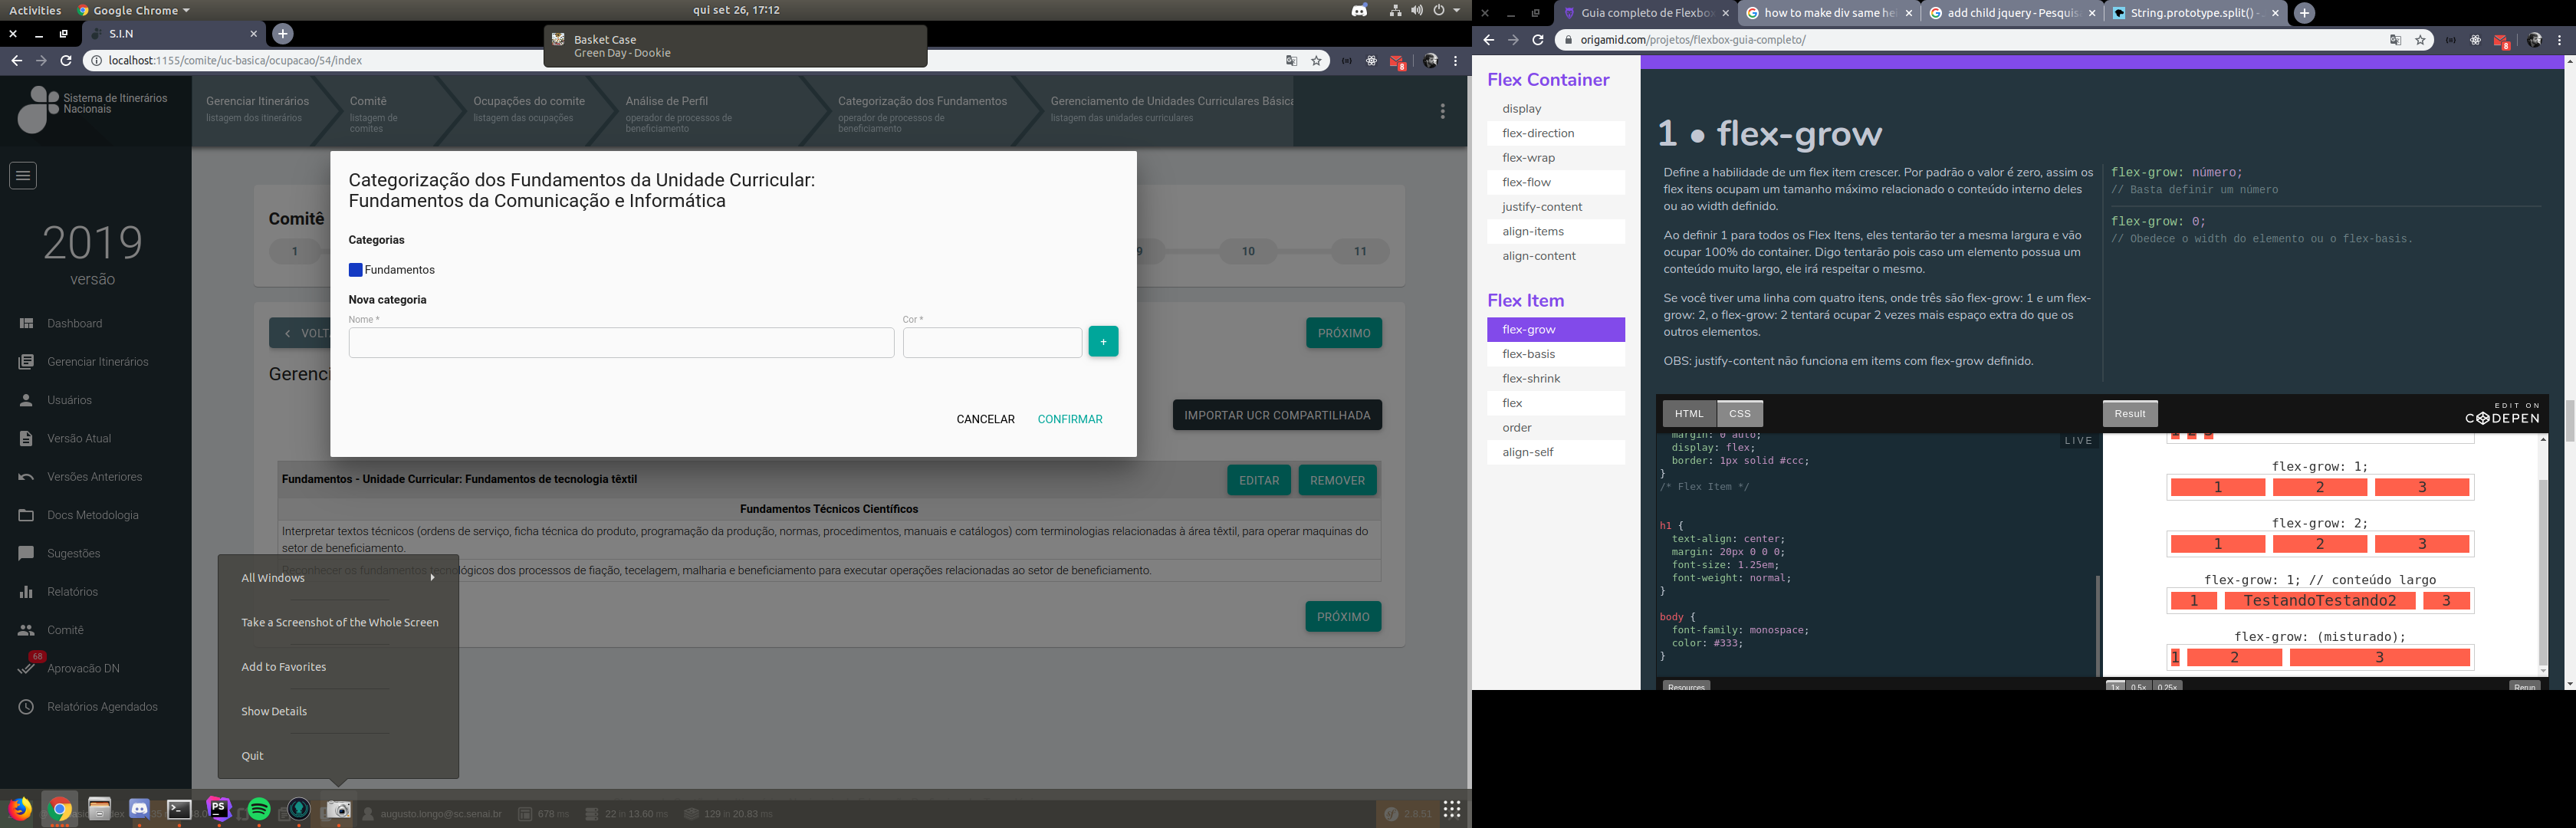 Activities
Google Chrome
qui set 26, 17:12
S.I.N
Basket Case
Green Day - Dookie
localhost:1155/comite/uc-basica/ocupacao/54/index
8
Sistema de Itinerários
Nacionais
Gerenciar Itinerários
listagem dos itinerários
Comitê
listagem de
comites
Ocupações do comite
listagem das ocupações
Análise de Perfil
operador de processos de
beneficiamento
Categorização dos Fundamentos
operador de processos de
beneficiamento
Gerenciamento de Unidades Curriculares Básica
listagem das unidades curriculares
2019
versão
Dashboard
Gerenciar Itinerários
Usuários
Versão Atual
Versões Anteriores
Docs Metodologia
Sugestões
Relatórios
Comitê
68
Aprovacão DN
Relatórios Agendados
Comitê
1
9
10
11
VOLT
PRÓXIMO
Gerenci
IMPORTAR UCR COMPARTILHADA
Categorização dos Fundamentos da Unidade Curricular:
Fundamentos da Comunicação e Informática
Categorias
Fundamentos
Nova categoria
Nome *
Cor *
+
CANCELAR
CONFIRMAR
Fundamentos - Unidade Curricular: Fundamentos de tecnologia têxtil
EDITAR
REMOVER
Fundamentos Técnicos Científicos
Interpretar textos técnicos (ordens de serviço, ficha técnica do produto, programação da produção, normas, procedimentos, manuais e catálogos) com terminologias relacionadas à área têxtil, para operar maquinas do
setor de beneficiamento.
Reconhecer os fundamentos tecnológicos dos processos de fiação, tecelagem, malharia e beneficiamento para executar operações relacionadas ao setor de beneficiamento.
PRÓXIMO
All Windows
Take a Screenshot of the Whole Screen
Add to Favorites
Show Details
Quit
PS
augusto.longo@sc.senai.br
678 ms
22 in 13.60 ms
129 in 20.83 ms
2.8.51
Guia completo de Flexbox
how to make div same he
add child jquery - Pesquis
String.prototype.split() -
origamid.com/projetos/flexbox-guia-completo/
8
Flex Container
display
flex-direction
flex-wrap
flex-flow
justify-content
align-items
align-content
Flex Item
flex-grow
flex-basis
flex-shrink
flex
order
align-self
1 • flex-grow
Define a habilidade de um flex item crescer. Por padrão o valor é zero, assim os
flex itens ocupam um tamanho máximo relacionado o conteúdo interno deles
ou ao width definido.
Ao definir 1 para todos os Flex Itens, eles tentarão ter a mesma largura e vão
ocupar 100% do container. Digo tentarão pois caso um elemento possua um
conteúdo muito largo, ele irá respeitar o mesmo.
Se você tiver uma linha com quatro itens, onde três são flex-grow: 1 e um flex-
grow: 2, o flex-grow: 2 tentará ocupar 2 vezes mais espaço extra do que os
outros elementos.
OBS: justify-content não funciona em items com flex-grow definido.
flex-grow: número;
// Basta definir um número
flex-grow: 0;
// Obedece o width do elemento ou o flex-basis.
HTML
CSS
Result
EDIT ON
CODEPEN
LIVE
margin: 0 auto;
display: flex;
border: 1px solid #ccc;
}
/* Flex Item */
h1 {
text-align: center;
margin: 20px 0 0 0;
font-size: 1.25em;
font-weight: normal;
}
body {
font-family: monospace;
color: #333;
}
flex-grow: 1;
1 2 3
flex-grow: 2;
1 2 3
flex-grow: 1; // conteúdo largo
1 TestandoTestando2 3
flex-grow: (misturado);
1 2 3
Resources
1×
0.5×
0.25×
Rerun